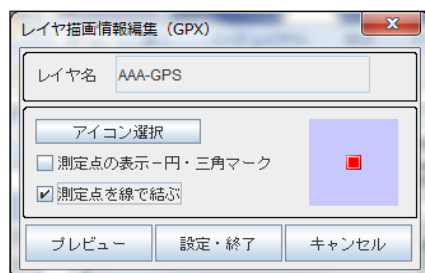 レイヤ描画情報編集（GPX）
レイヤ名 AAA-GPS
アイコン選択
測定点の表示－円・三角マーク
測定点を線で結ぶ
プレビュー 設定・終了 キャンセル